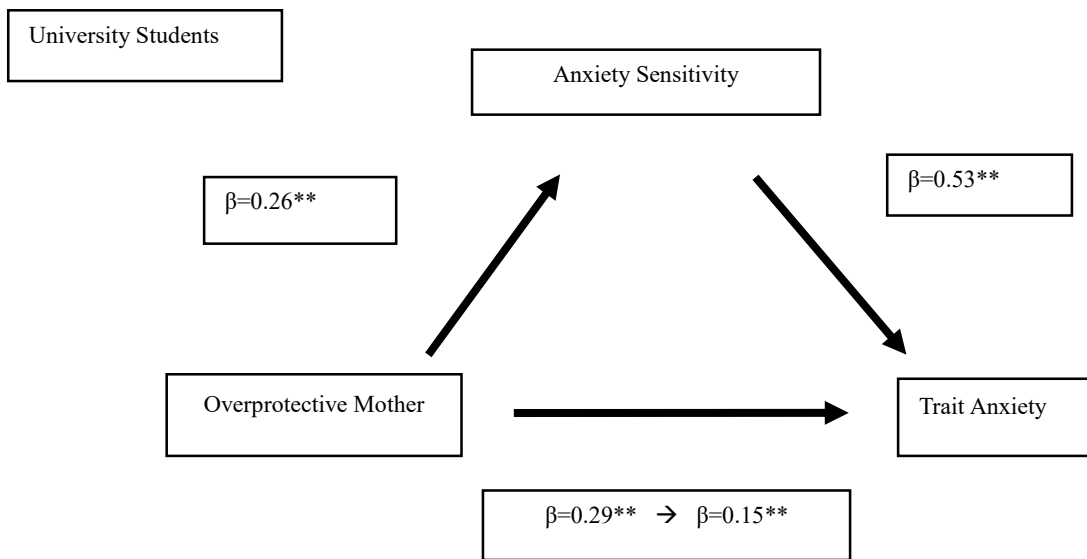 University Students
Anxiety Sensitivity
β=0.26**
β=0.53**
Overprotective Mother
Trait Anxiety
β=0.29** → β=0.15**